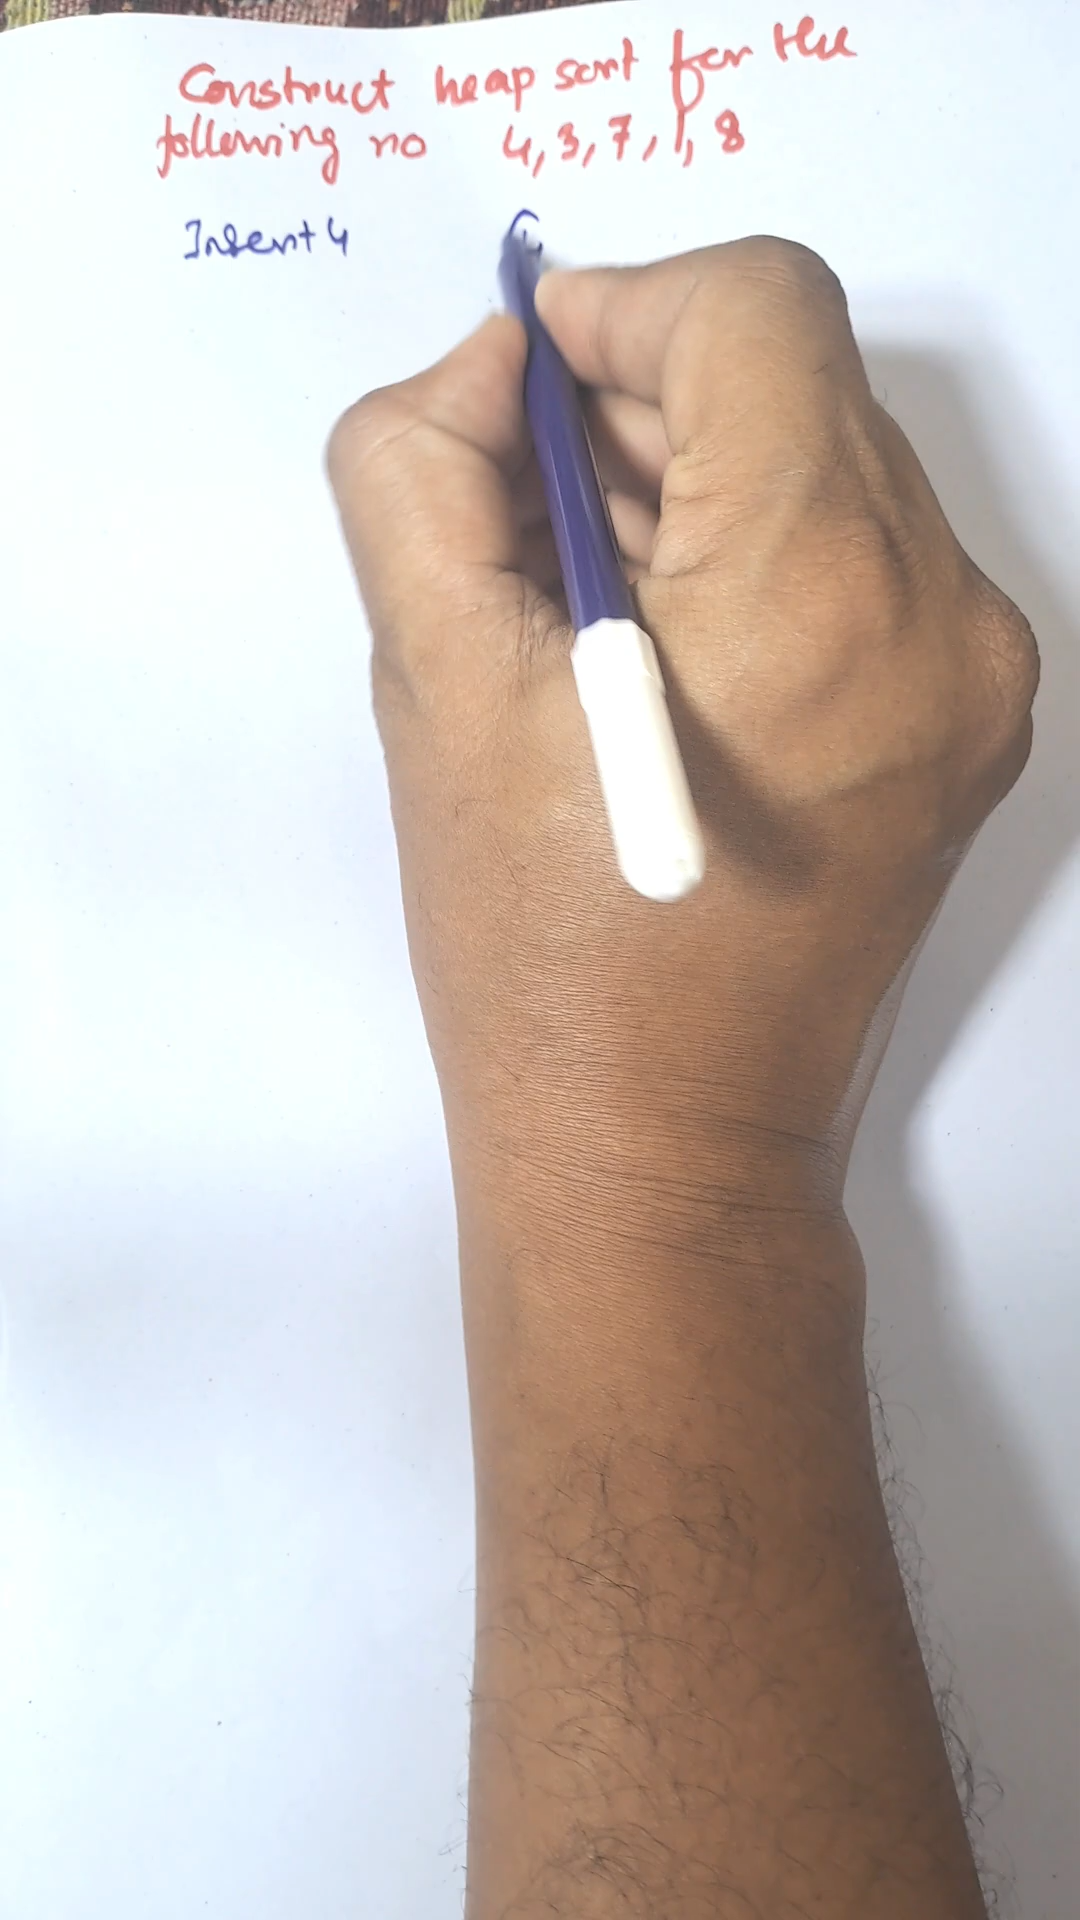 Construct heap sort for the
following no 4, 3, 7, 1, 8
Insert 4